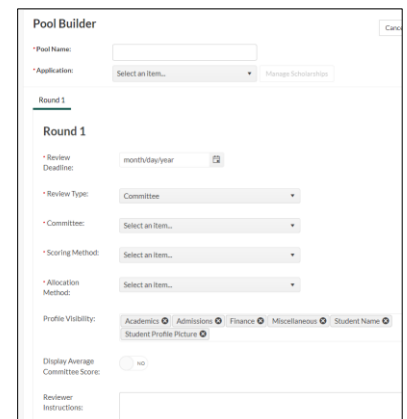 Pool Builder
Cance
*Pool Name:
*Application: Select an item... Manage Scholarships
Round 1
Round 1
*Review Deadline: month/day/year
*Review Type: Committee
*Committee: Select an item...
*Scoring Method: Select an item...
*Allocation Method: Select an item...
Profile Visibility: Academics Admissions Finance Miscellaneous Student Name
Student Profile Picture
Display Average Committee Score: NO
Reviewer Instructions: